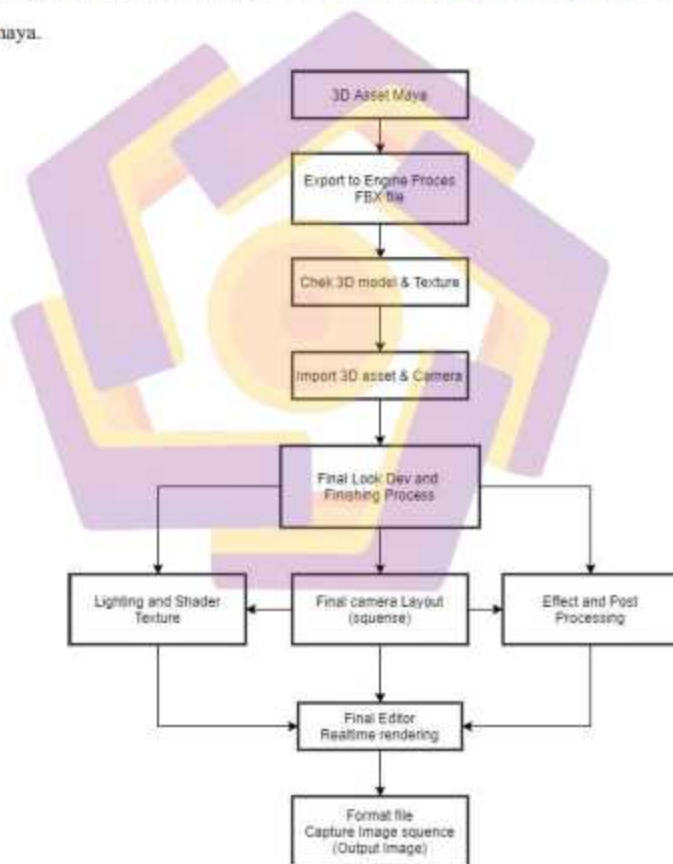 maya.
3D Asset Maya
Export to Engine Proces
FBX file
Chek 3D model & Texture
Import 3D asset & Camera
Final Look Dev and
Finishing Process
Lighting and Shader
Texture
Final camera Layout
(squense)
Effect and Post
Processing
Final Editor
Realtime rendering
Format file
Capture Image squence
(Output Image)